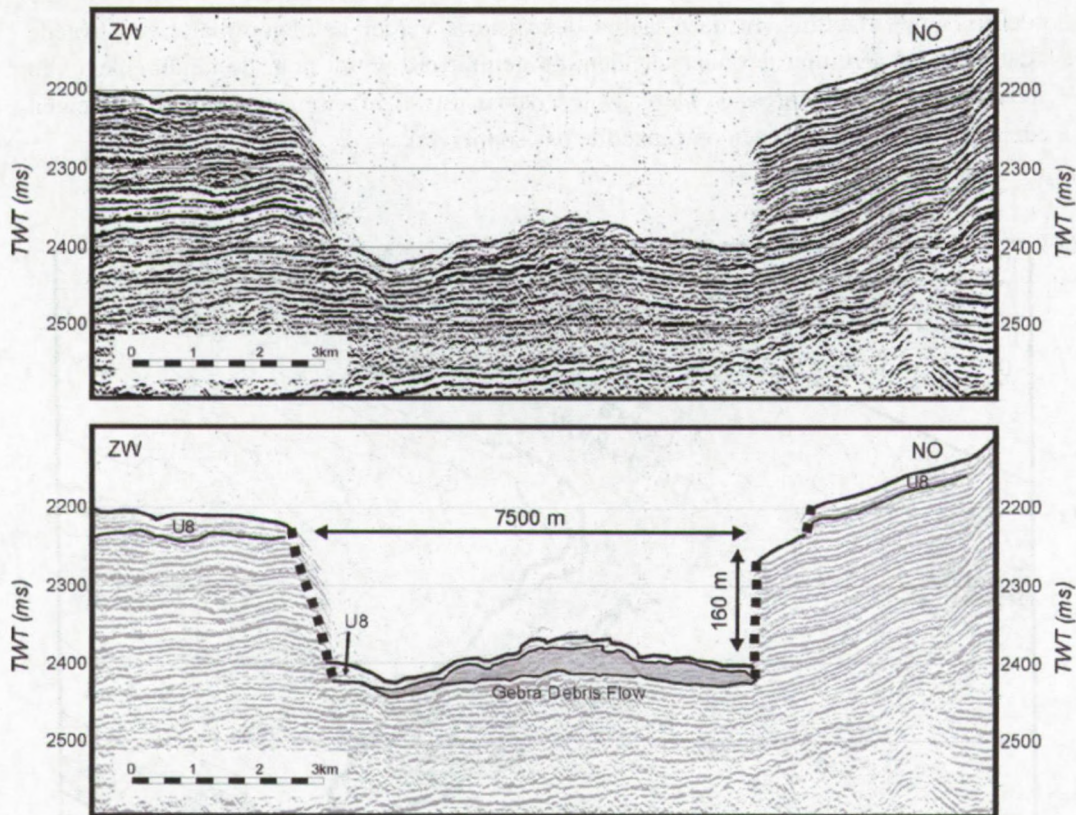 ZW NO
2200 2200
2300 2300
TWT (ms) TWT (ms)
2400 2400
2500 2500
0 1 2 3km
ZW NO
U8
2200 2200
U8 7500 m
2300 2300
TWT (ms) 160 m TWT (ms)
U8
2400 2400
Gebra Debris Flow
2500 2500
0 1 2 3km